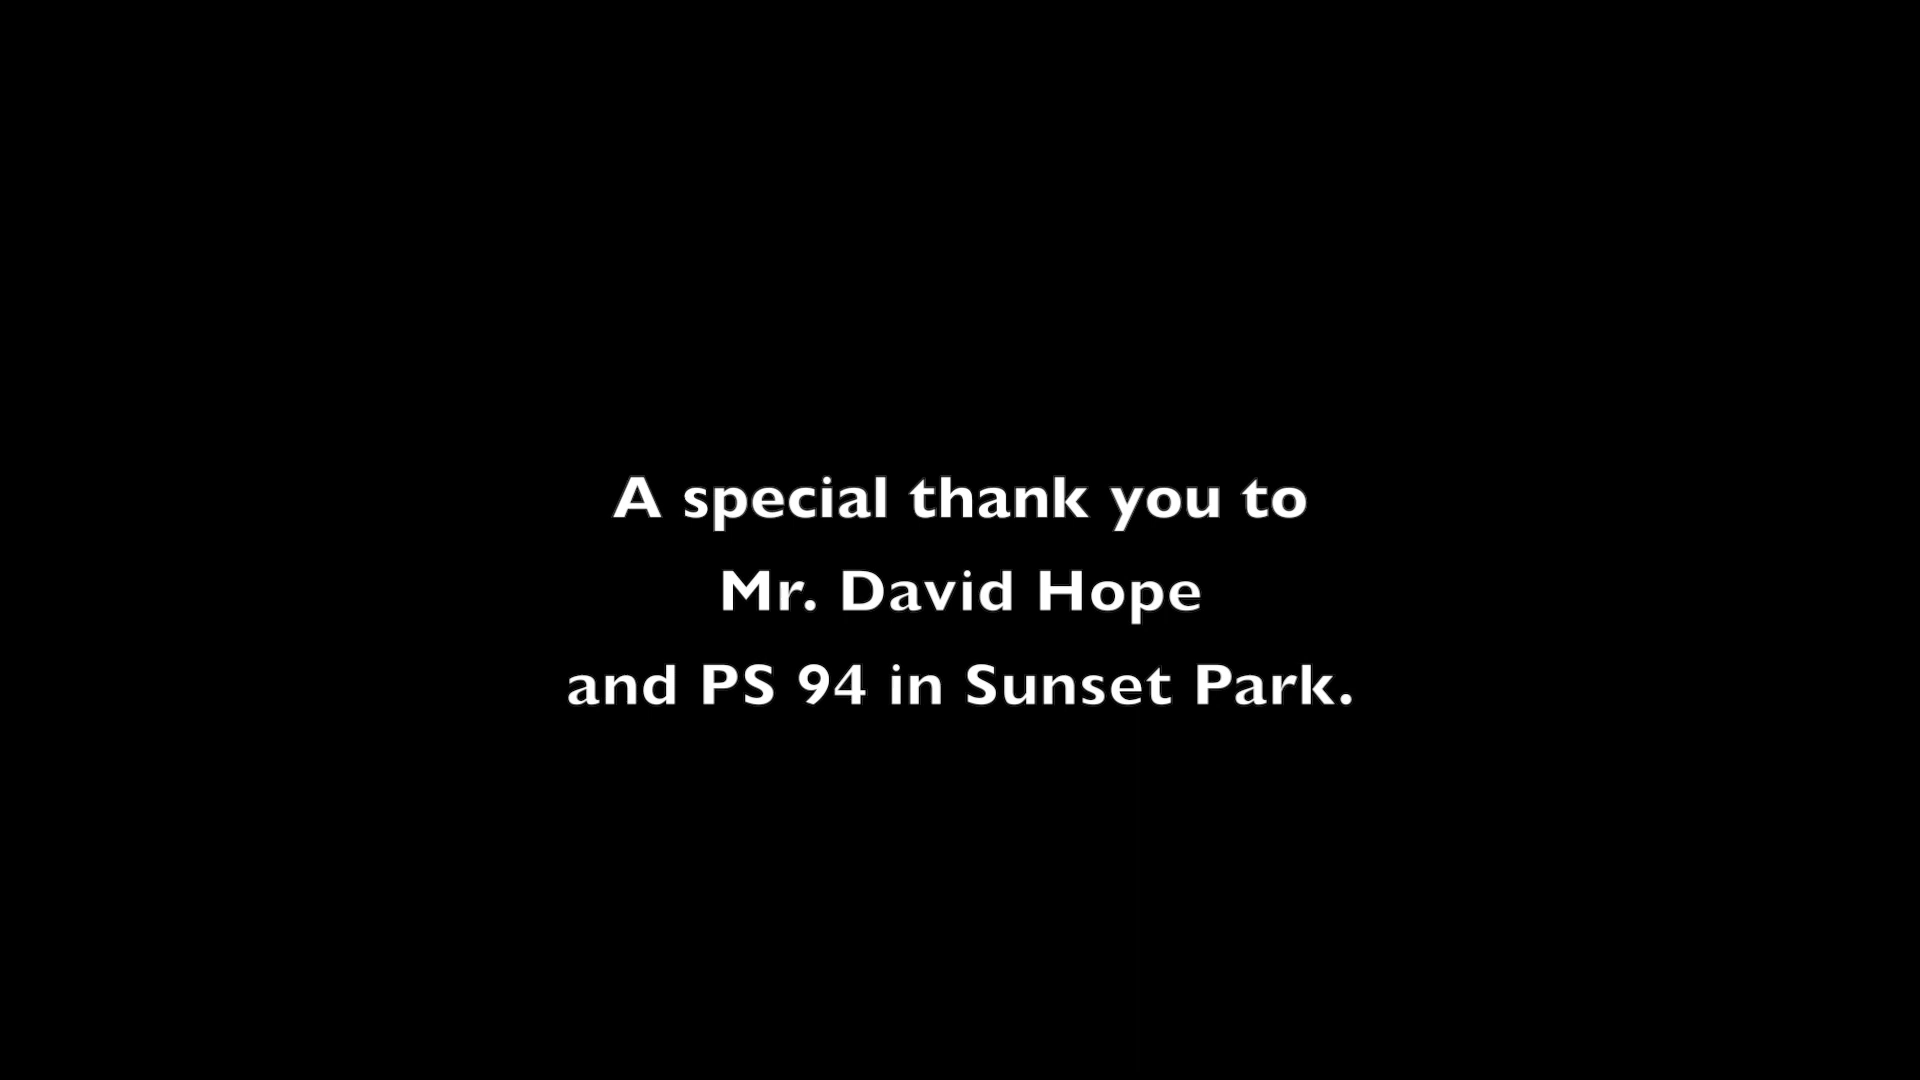 A special thank you to
Mr. David Hope
and PS 94 in Sunset Park.